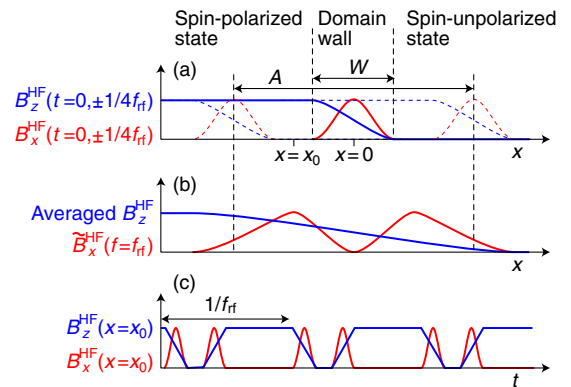 Spin-polarized state
Domain wall
Spin-unpolarized state
(a)
A
W
B_z^HF(t=0,±1/4f_rf)
B_x^HF(t=0,±1/4f_rf)
x=x_0
x=0
x
(b)
Averaged B_z^HF
B̃_x^HF(f=f_rf)
x
(c)
1/f_rf
B_z^HF(x=x_0)
B_x^HF(x=x_0)
t